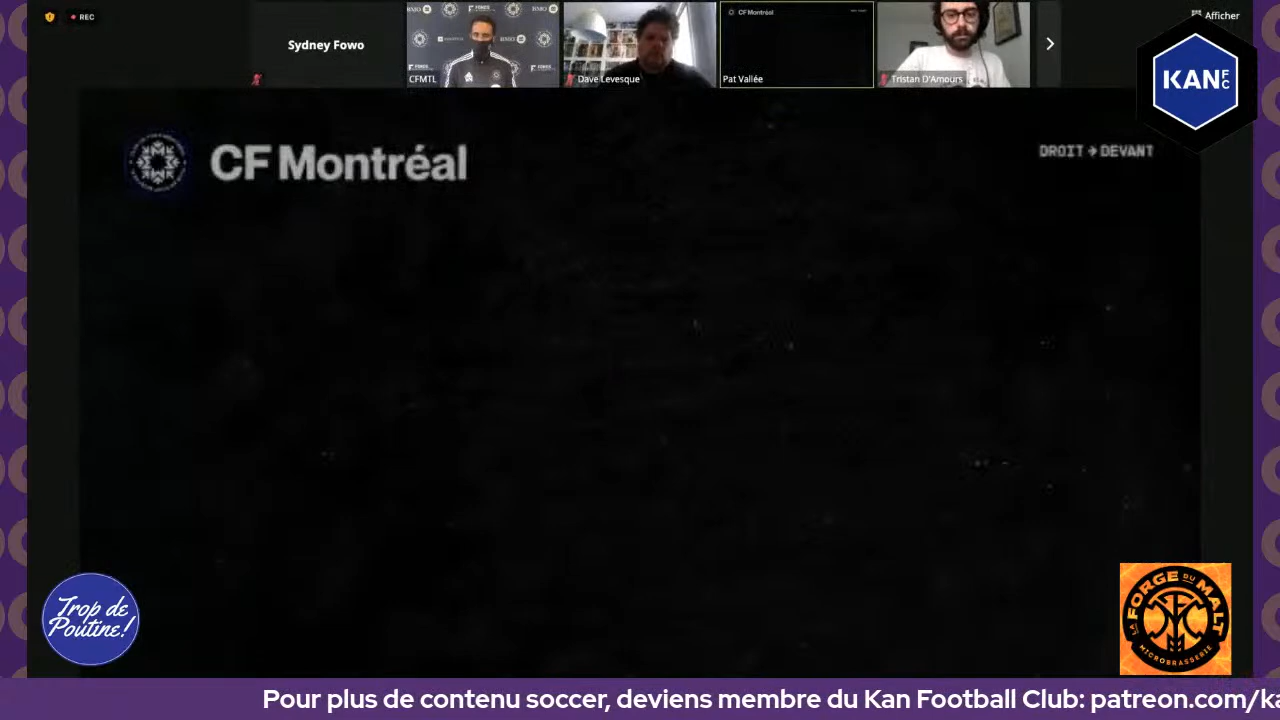 REC
Sydney Fowo
CFMTL
Dave Levesque
Pat Vallée
Tristan D'Amours
Afficher
KAN FC
CF Montréal
DROIT → DEVANT
Trop de
Poutine!
LA FORGE DU MALT
MICROBRASSERIE
Pour plus de contenu soccer, deviens membre du Kan Football Club: patreon.com/ka